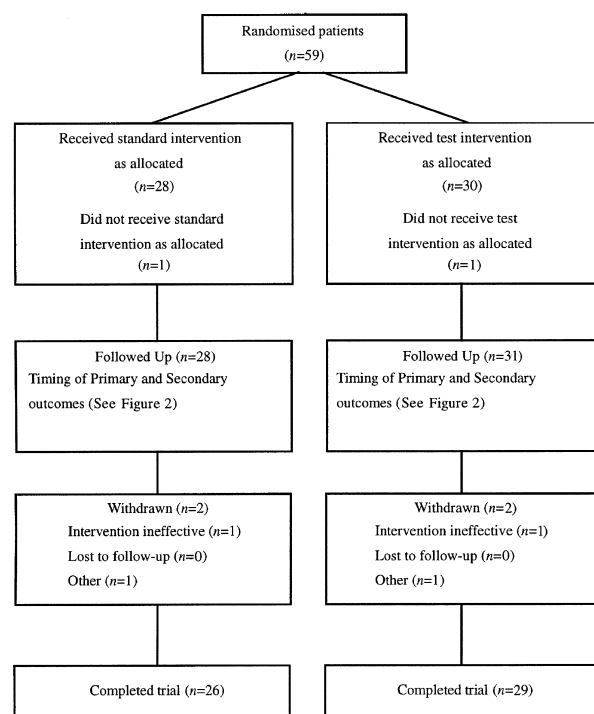 Randomised patients
(n=59)
Received standard intervention
as allocated
(n=28)
Did not receive standard
intervention as allocated
(n=1)
Received test intervention
as allocated
(n=30)
Did not receive test
intervention as allocated
(n=1)
Followed Up (n=28)
Timing of Primary and Secondary
outcomes (See Figure 2)
Followed Up (n=31)
Timing of Primary and Secondary
outcomes (See Figure 2)
Withdrawn (n=2)
Intervention ineffective (n=1)
Lost to follow-up (n=0)
Other (n=1)
Withdrawn (n=2)
Intervention ineffective (n=1)
Lost to follow-up (n=0)
Other (n=1)
Completed trial (n=26)
Completed trial (n=29)